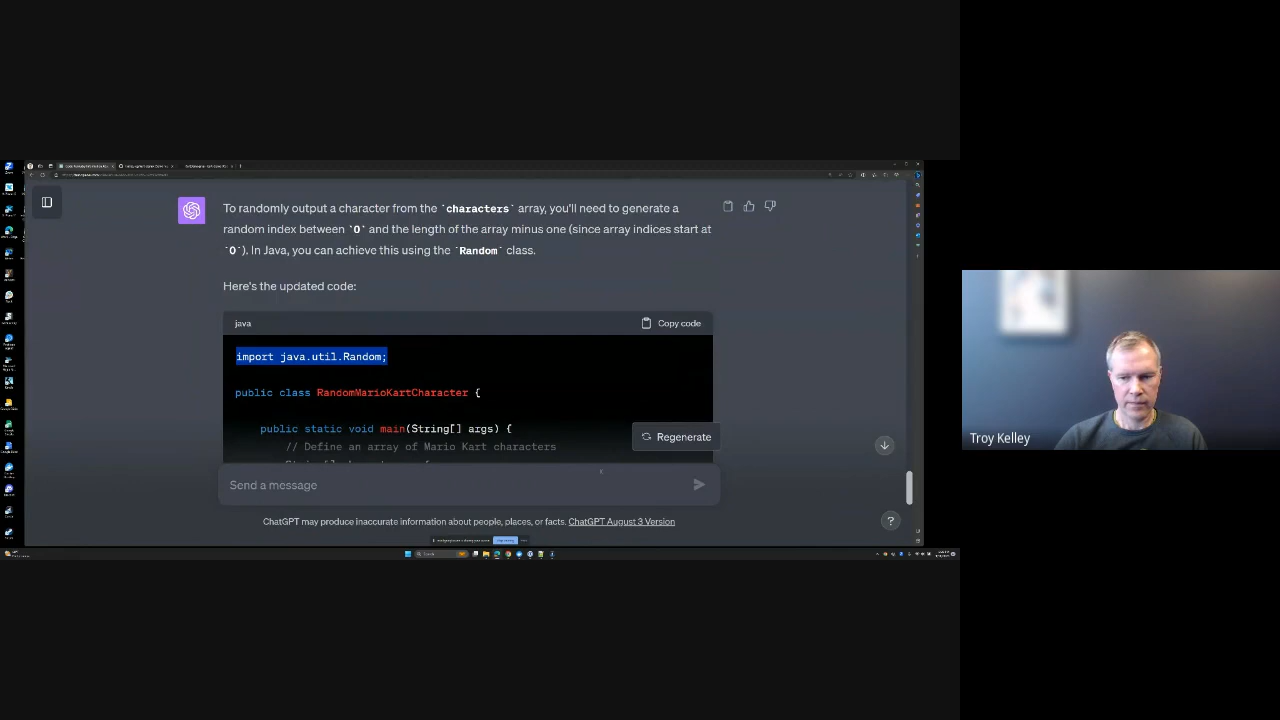 To randomly output a character from the `characters` array, you'll need to generate a
random index between `0` and the length of the array minus one (since array indices start at
`0`). In Java, you can achieve this using the `Random` class.
Here's the updated code:
java
Copy code
import java.util.Random;
public class RandomMarioKartCharacter {
public static void main(String[] args) {
// Define an array of Mario Kart characters
Regenerate
Send a message
ChatGPT may produce inaccurate information about people, places, or facts. ChatGPT August 3 Version
?
Troy Kelley